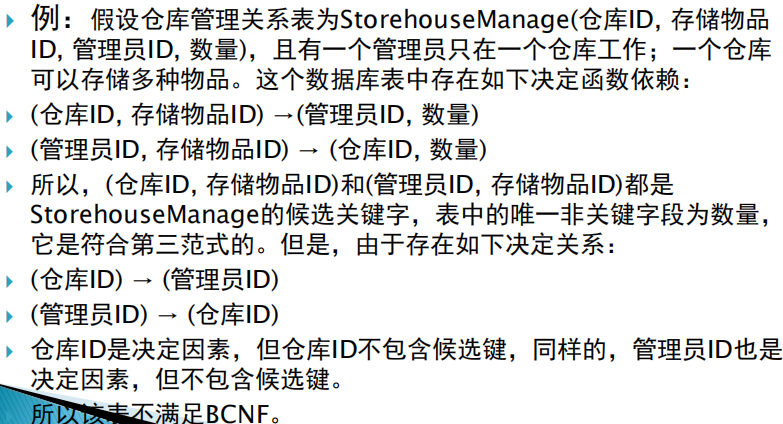 例：假设仓库管理关系表为StorehouseManage(仓库ID, 存储物品
ID, 管理员ID, 数量)，且有一个管理员只在一个仓库工作；一个仓库
可以存储多种物品。这个数据库表中存在如下决定函数依赖：
(仓库ID, 存储物品ID) →(管理员ID, 数量)
(管理员ID, 存储物品ID) → (仓库ID, 数量)
所以，(仓库ID, 存储物品ID)和(管理员ID, 存储物品ID)都是
StorehouseManage的候选关键字，表中的唯一非关键字段为数量，
它是符合第三范式的。但是，由于存在如下决定关系：
(仓库ID) → (管理员ID)
(管理员ID) → (仓库ID)
仓库ID是决定因素，但仓库ID不包含候选键，同样的，管理员ID也是
决定因素，但不包含候选键。
所以该表不满足BCNF。